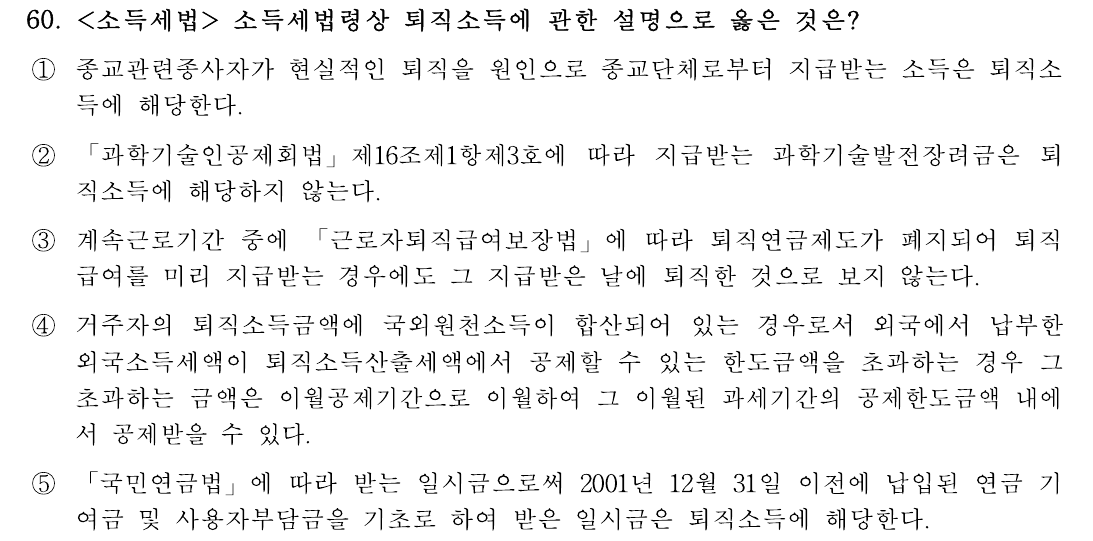 60. <소득세법> 소득세법령상 퇴직소득에 관한 설명으로 옳은 것은?
① 종교관련종사자가 현실적인 퇴직을 원인으로 종교단체로부터 지급받는 소득은 퇴직소
득에 해당한다.
② 「과학기술인공제회법」제16조제1항제3호에 따라 지급받는 과학기술발전장려금은 퇴
직소득에 해당하지 않는다.
③ 계속근로기간 중에 「근로자퇴직급여보장법」에 따라 퇴직연금제도가 폐지되어 퇴직
급여를 미리 지급받는 경우에도 그 지급받은 날에 퇴직한 것으로 보지 않는다.
④ 거주자의 퇴직소득금액에 국외원천소득이 합산되어 있는 경우로서 외국에서 납부한
외국소득세액이 퇴직소득산출세액에서 공제할 수 있는 한도금액을 초과하는 경우 그
초과하는 금액은 이월공제기간으로 이월하여 그 이월된 과세기간의 공제한도금액 내에
서 공제받을 수 있다.
⑤ 「국민연금법」에 따라 받는 일시금으로써 2001년 12월 31일 이전에 납입된 연금 기
여금 및 사용자부담금을 기초로 하여 받은 일시금은 퇴직소득에 해당한다.